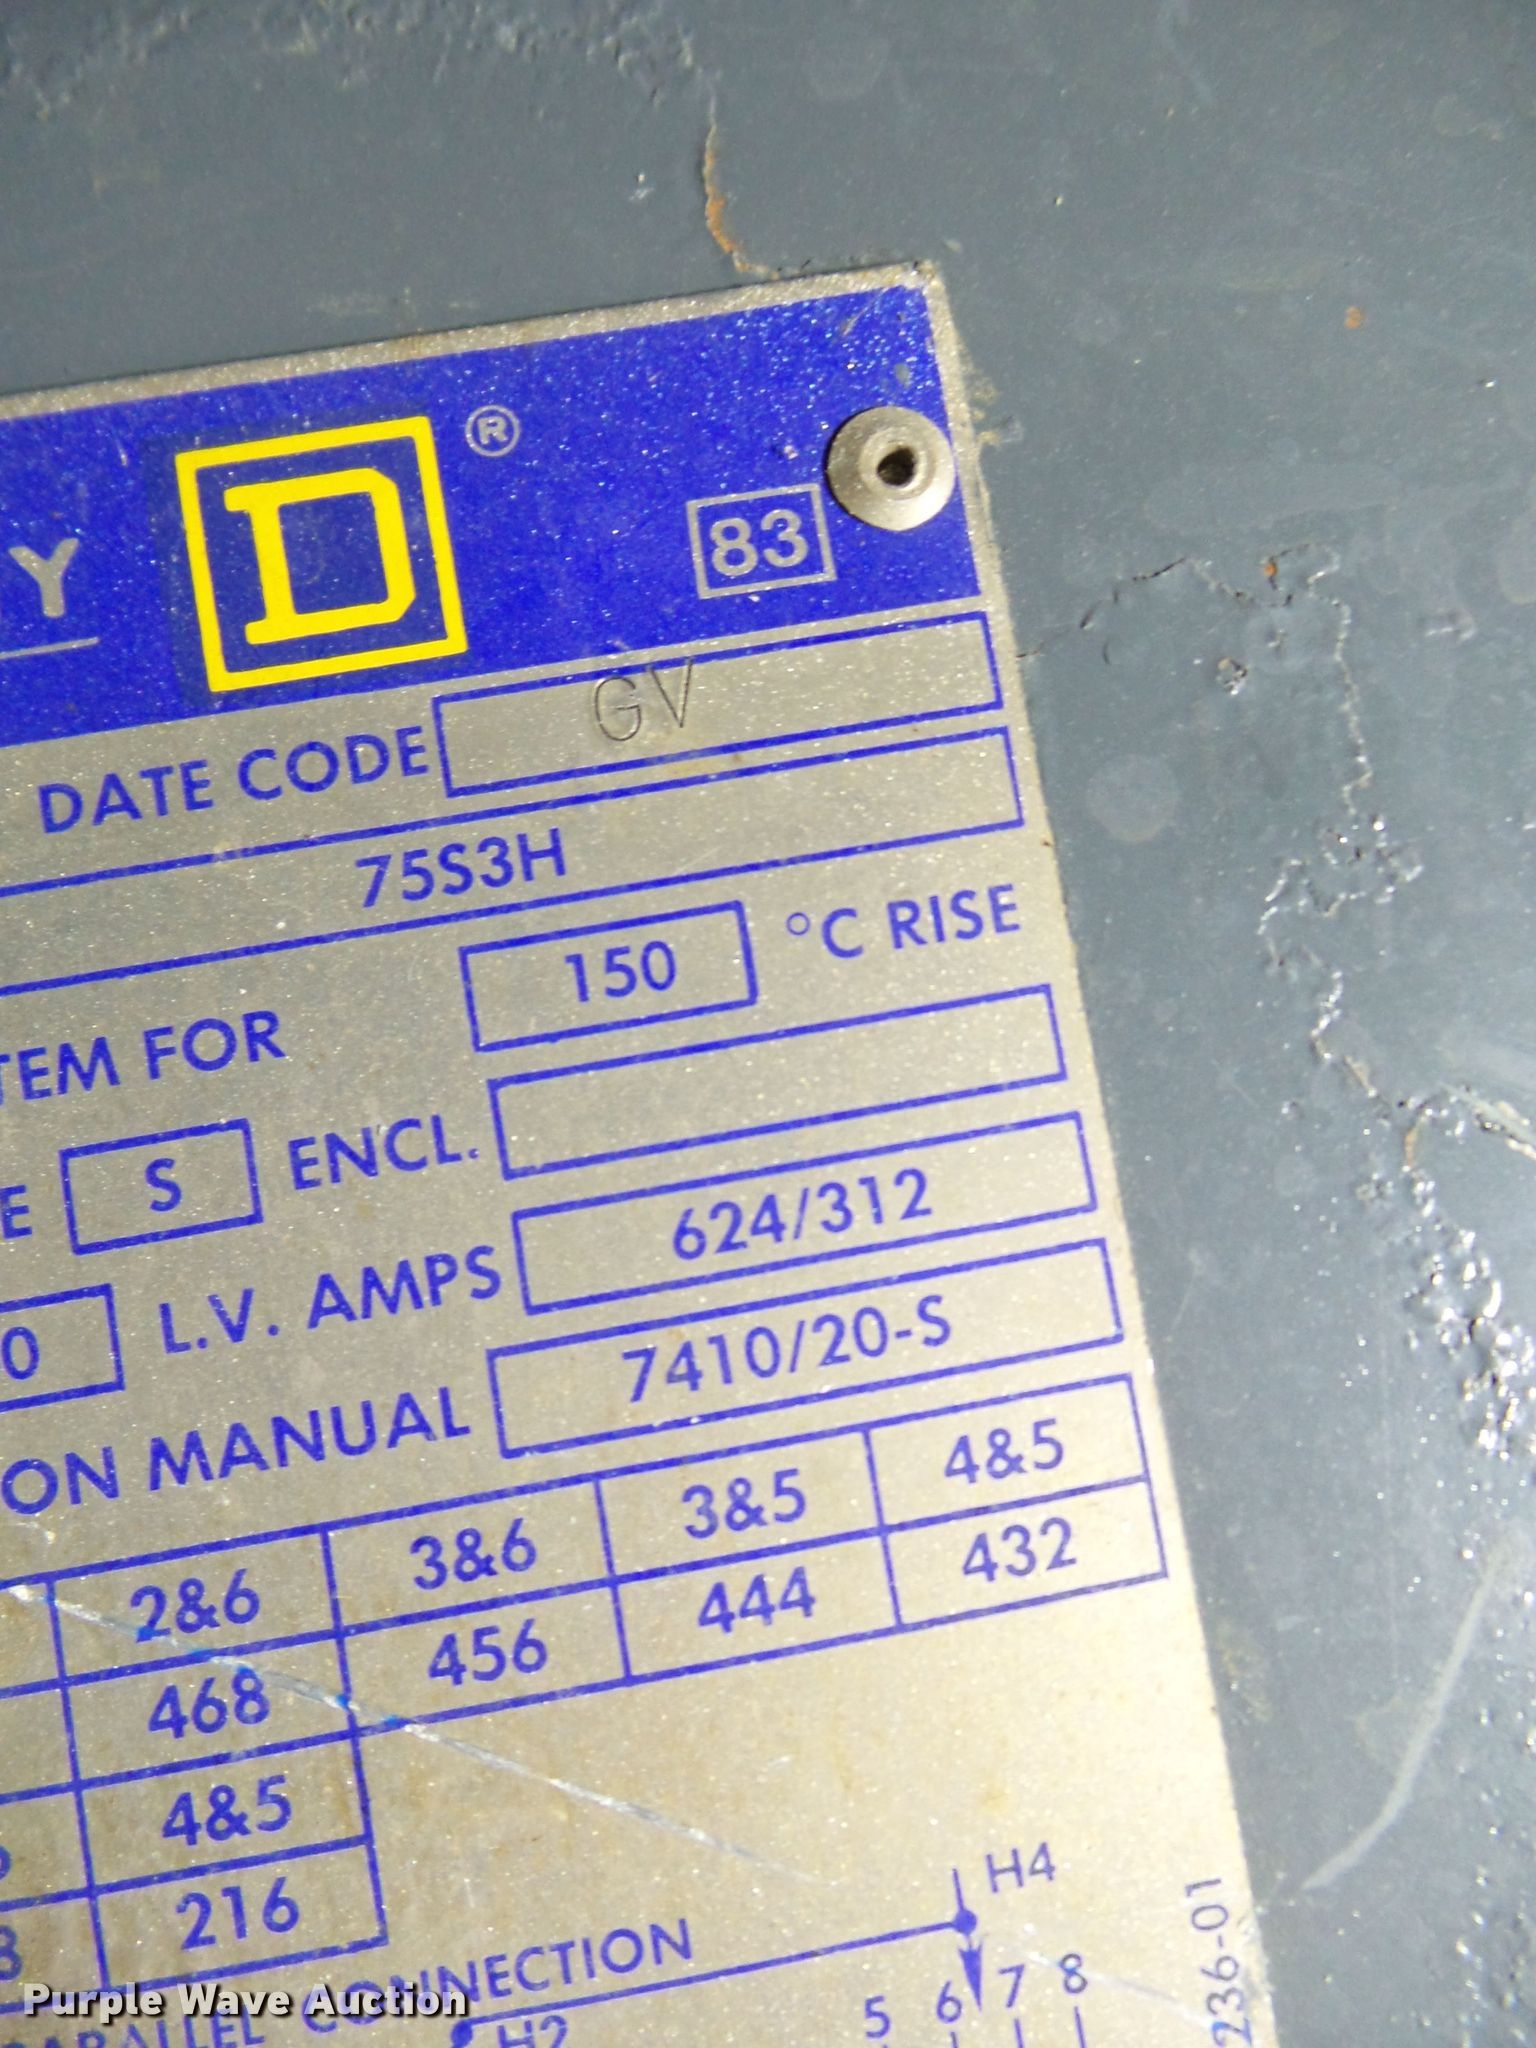 Y D ® 83
DATE CODE GV
75S3H
TEM FOR 150 °C RISE
E S ENCL.
0 L.V. AMPS 624/312
ON MANUAL 7410/20-S
2&6 3&6 3&5 4&5
468 456 444 432
4&5
216
PARALLEL CONNECTION
H4
H2
5 6 7 8
236-01
Purple Wave Auction